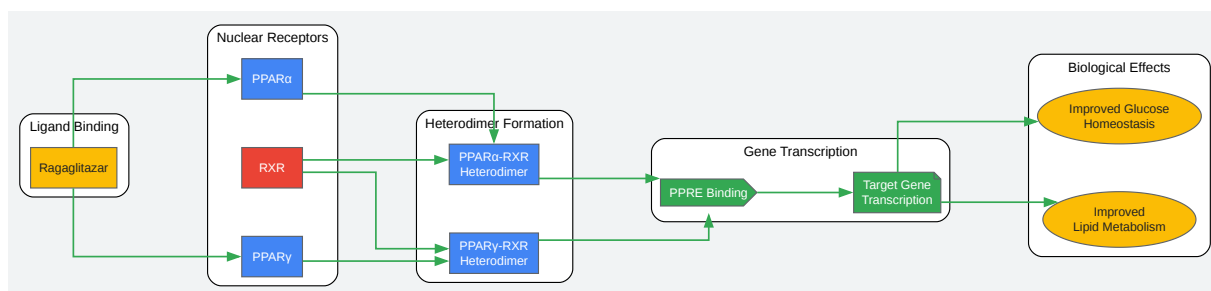 Ligand Binding
Ragaglitazar
Nuclear Receptors
PPARα
RXR
PPARγ
Heterodimer Formation
PPARα-RXR
Heterodimer
PPARγ-RXR
Heterodimer
Gene Transcription
PPRE Binding
Target Gene
Transcription
Biological Effects
Improved Glucose
Homeostasis
Improved
Lipid Metabolism